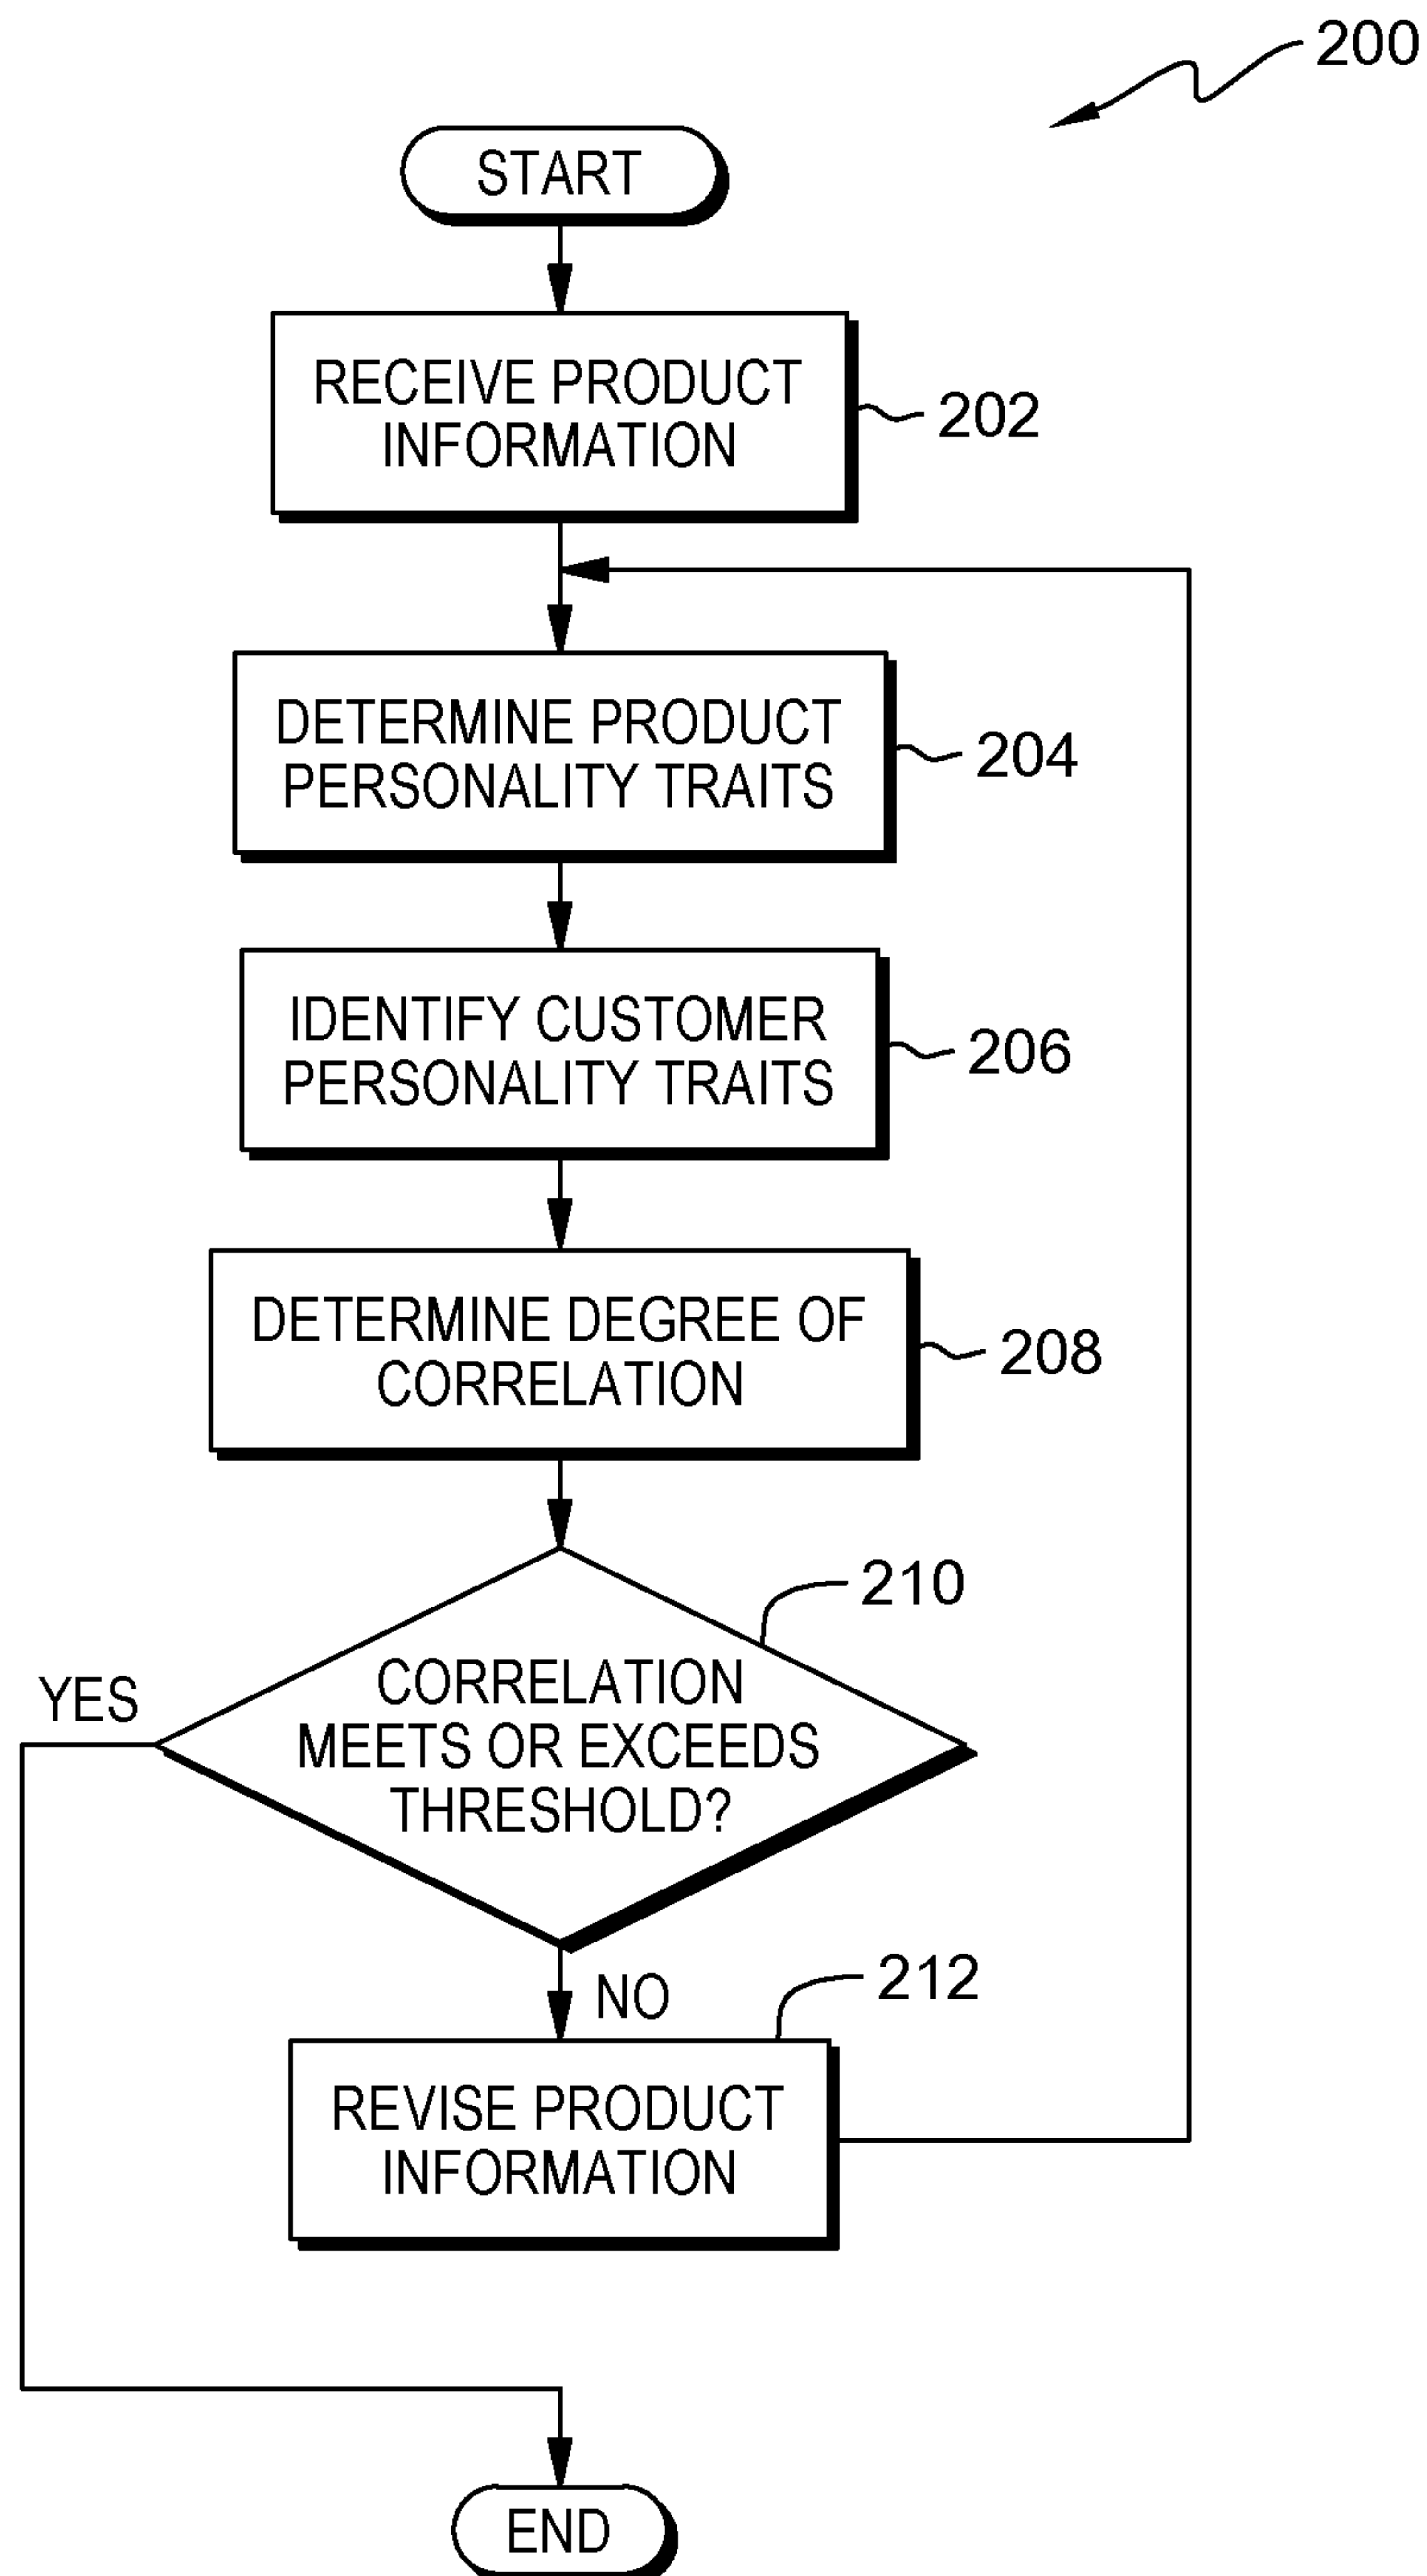 200
START
RECEIVE PRODUCT
INFORMATION
202
DETERMINE PRODUCT
PERSONALITY TRAITS
204
IDENTIFY CUSTOMER
PERSONALITY TRAITS
206
DETERMINE DEGREE OF
CORRELATION
208
210
CORRELATION
MEETS OR EXCEEDS
THRESHOLD?
YES
NO
212
REVISE PRODUCT
INFORMATION
END